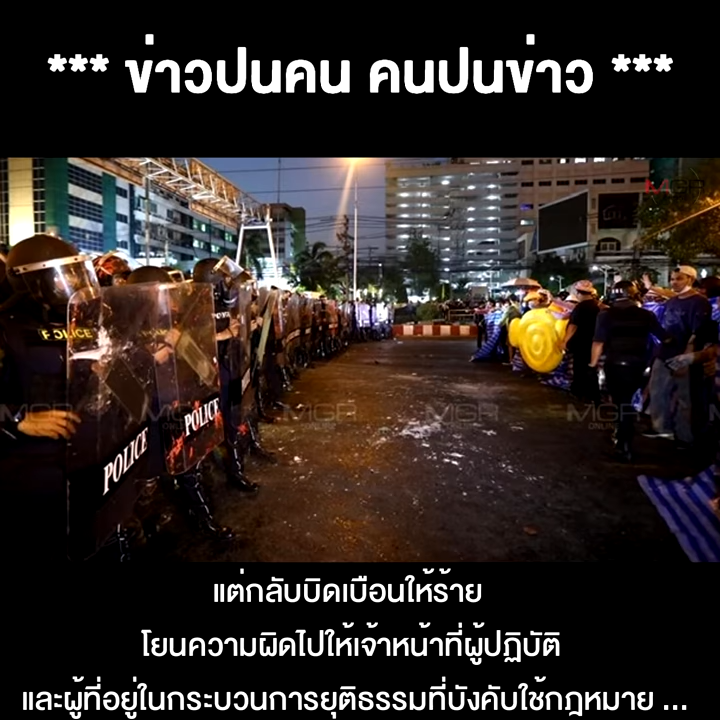 *** ข่าวปนคน คนปนข่าว ***
MGR
POLICE
POLICE
POLICE
MGR
ONLINE
MGR
MGR
ONLINE
MGR
ONLINE
แต่กลับบิดเบือนให้ร้าย
โยนความผิดไปให้เจ้าหน้าที่ผู้ปฏิบัติ
และผู้ที่อยู่ในกระบวนการยุติธรรมที่บังคับใช้กฎหมาย ...